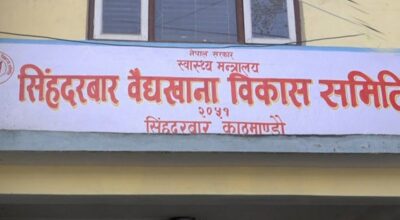 नेपाल सरकार
स्वास्थ्य मन्त्रालय
सिंहदरबार वैद्यखाना विकास समिति
२०५१
सिंहदरबार काठमाण्डौ